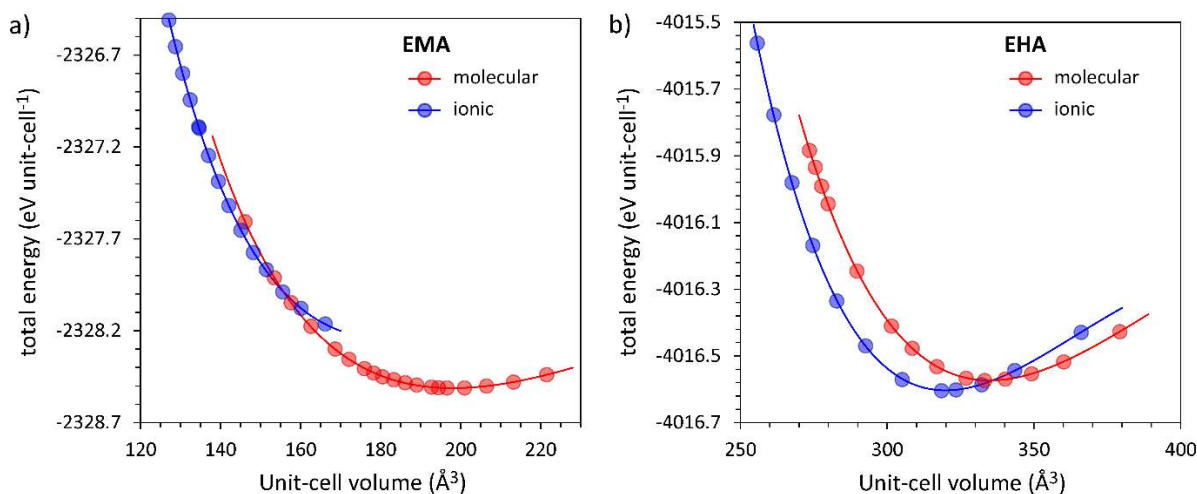 a)
EMA
molecular
ionic
total energy (eV unit-cell⁻¹)
-2326.7
-2327.2
-2327.7
-2328.2
-2328.7
120 140 160 180 200 220
Unit-cell volume (Å³)
b)
EHA
molecular
ionic
total energy (eV unit-cell⁻¹)
-4015.5
-4015.7
-4015.9
-4016.1
-4016.3
-4016.5
-4016.7
250 300 350 400
Unit-cell volume (Å³)